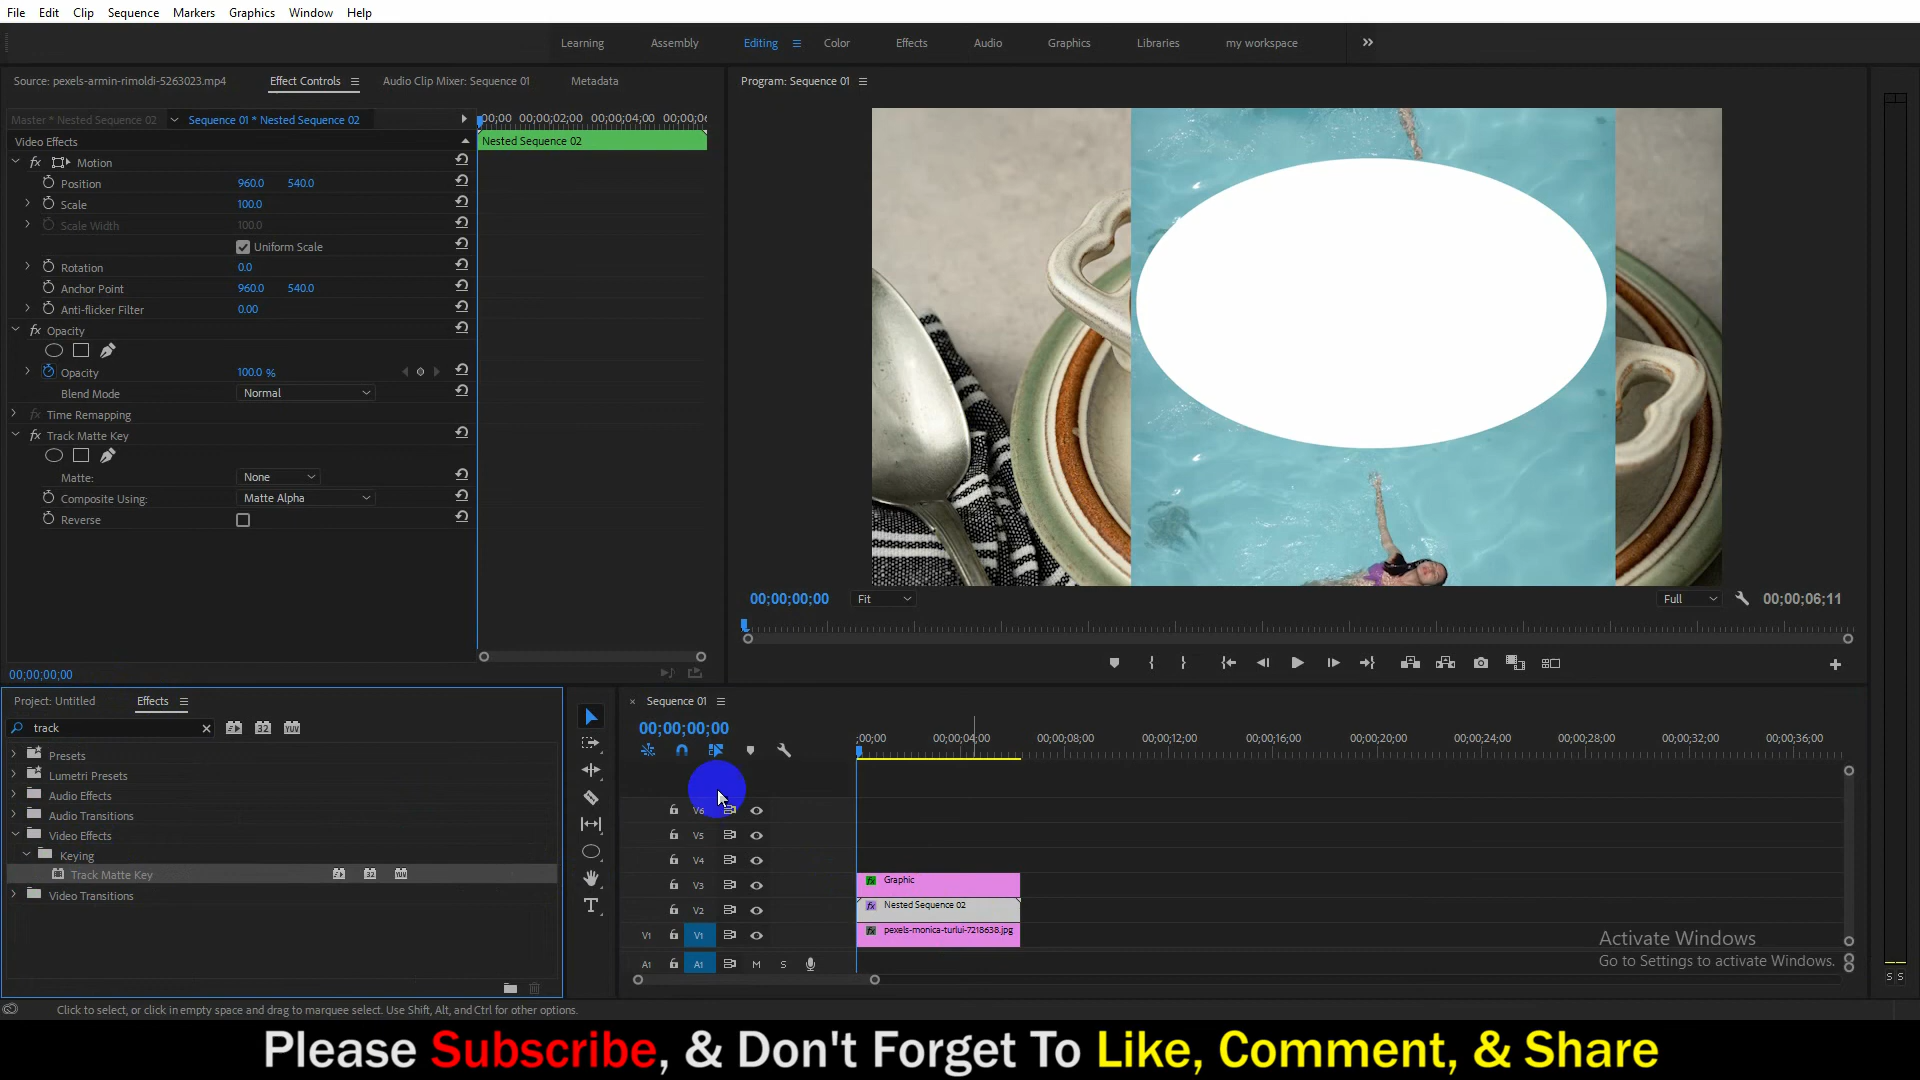 File Edit Clip Sequence Markers Graphics Window Help
Learning Assembly Editing Color Effects Audio Graphics Libraries my workspace
Source: pexels-armin-rimoldi-5263023.mp4 Effect Controls Audio Clip Mixer: Sequence 01 Metadata
Program: Sequence 01
Master * Nested Sequence 02 Sequence 01 * Nested Sequence 02
00;00 00;00;02;00 00;00;04;00
Video Effects
Nested Sequence 02
fx Motion
Position 960.0 540.0
Scale 100.0
Scale Width 100.0
Uniform Scale
Rotation 0.0
Anchor Point 960.0 540.0
Anti-flicker Filter 0.00
fx Opacity
Opacity 100.0 %
Blend Mode Normal
fx Time Remapping
fx Track Matte Key
Matte: None
Composite Using: Matte Alpha
Reverse
00;00;00;00
00;00;00;00 Fit Full 00;00;06;11
Project: Untitled Effects
track
32 YUV
Presets
Lumetri Presets
Audio Effects
Audio Transitions
Video Effects
Keying
Track Matte Key 32 YUV
Video Transitions
Sequence 01
00;00;00;00
;00;00 00;00;04;00 00;00;08;00 00;00;12;00 00;00;16;00 00;00;20;00 00;00;24;00 00;00;28;00 00;00;32;00 00;00;36;00
V6
V5
V4
V3 fx Graphic
V2 fx Nested Sequence 02
V1 V1 fx pexels-monica-turlui-7218638.jpg
A1 A1 M S
S S
Activate Windows
Go to Settings to activate Windows.
Click to select, or click in empty space and drag to marquee select. Use Shift, Alt, and Ctrl for other options.
Please Subscribe, & Don't Forget To Like, Comment, & Share